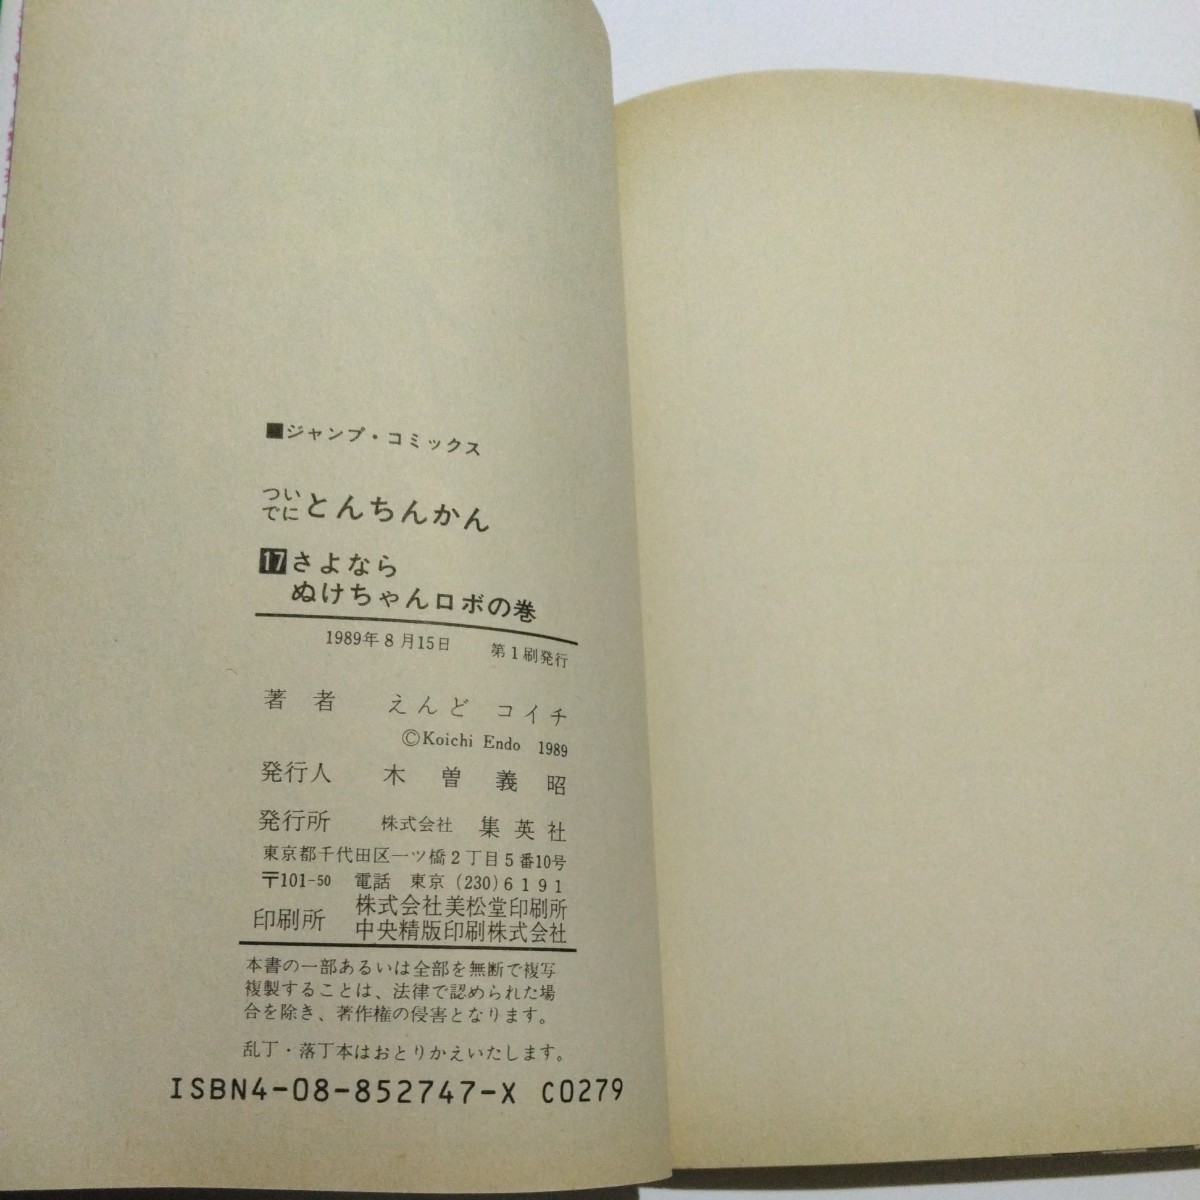 ■ジャンプ・コミックス
ついでにとんちんかん
17さよなら
ぬけちゃんロボの巻
1989年8月15日 第1刷発行
著者 えんど コイチ
©Koichi Endo 1989
発行人 木曽義昭
発行所 株式会社 集英社
東京都千代田区一ツ橋2丁目5番10号
〒101-50 電話 東京(230)6191
印刷所 株式会社美松堂印刷所
中央精版印刷株式会社
本書の一部あるいは全部を無断で複写
複製することは、法律で認められた場
合を除き、著作権の侵害となります。
乱丁・落丁本はおとりかえいたします。
ISBN4-08-852747-X C0279